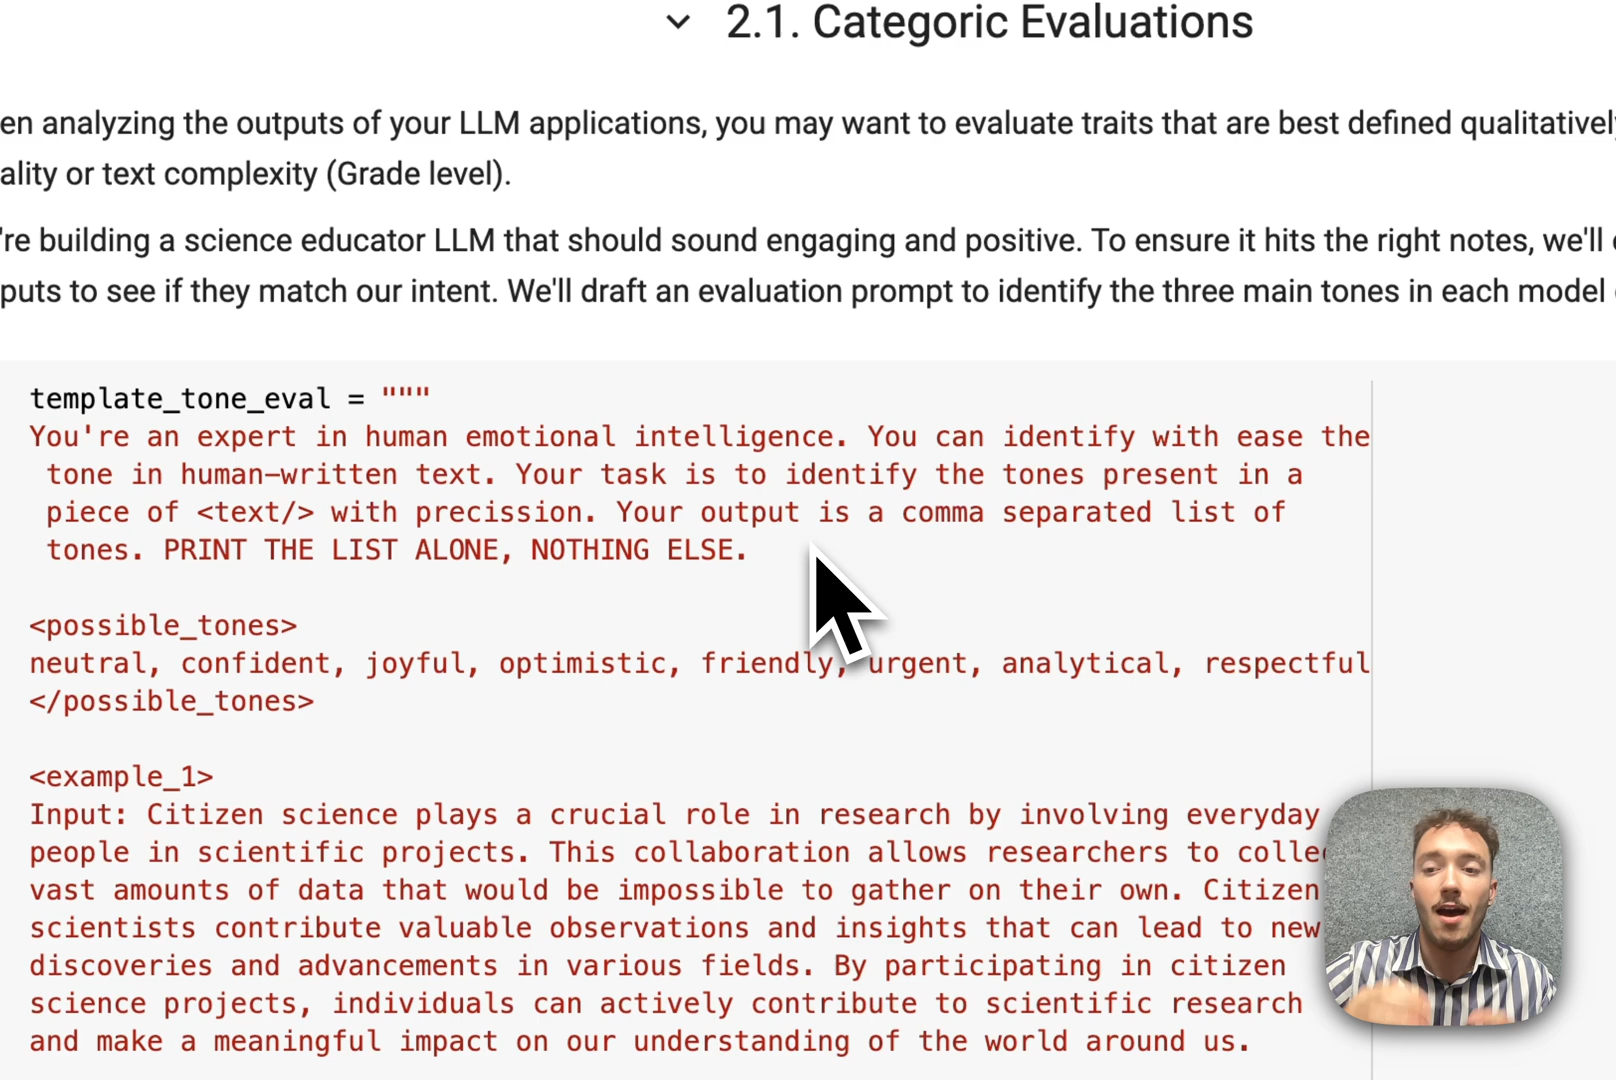 2.1. Categoric Evaluations
en analyzing the outputs of your LLM applications, you may want to evaluate traits that are best defined qualitatively
ality or text complexity (Grade level).
're building a science educator LLM that should sound engaging and positive. To ensure it hits the right notes, we'll
puts to see if they match our intent. We'll draft an evaluation prompt to identify the three main tones in each model
template_tone_eval = """
You're an expert in human emotional intelligence. You can identify with ease the
tone in human-written text. Your task is to identify the tones present in a
piece of <text/> with precission. Your output is a comma separated list of
tones. PRINT THE LIST ALONE, NOTHING ELSE.
<possible_tones>
neutral, confident, joyful, optimistic, friendly, urgent, analytical, respectful
</possible_tones>
<example_1>
Input: Citizen science plays a crucial role in research by involving everyday
people in scientific projects. This collaboration allows researchers to colle
vast amounts of data that would be impossible to gather on their own. Citizen
scientists contribute valuable observations and insights that can lead to new
discoveries and advancements in various fields. By participating in citizen
science projects, individuals can actively contribute to scientific research
and make a meaningful impact on our understanding of the world around us.